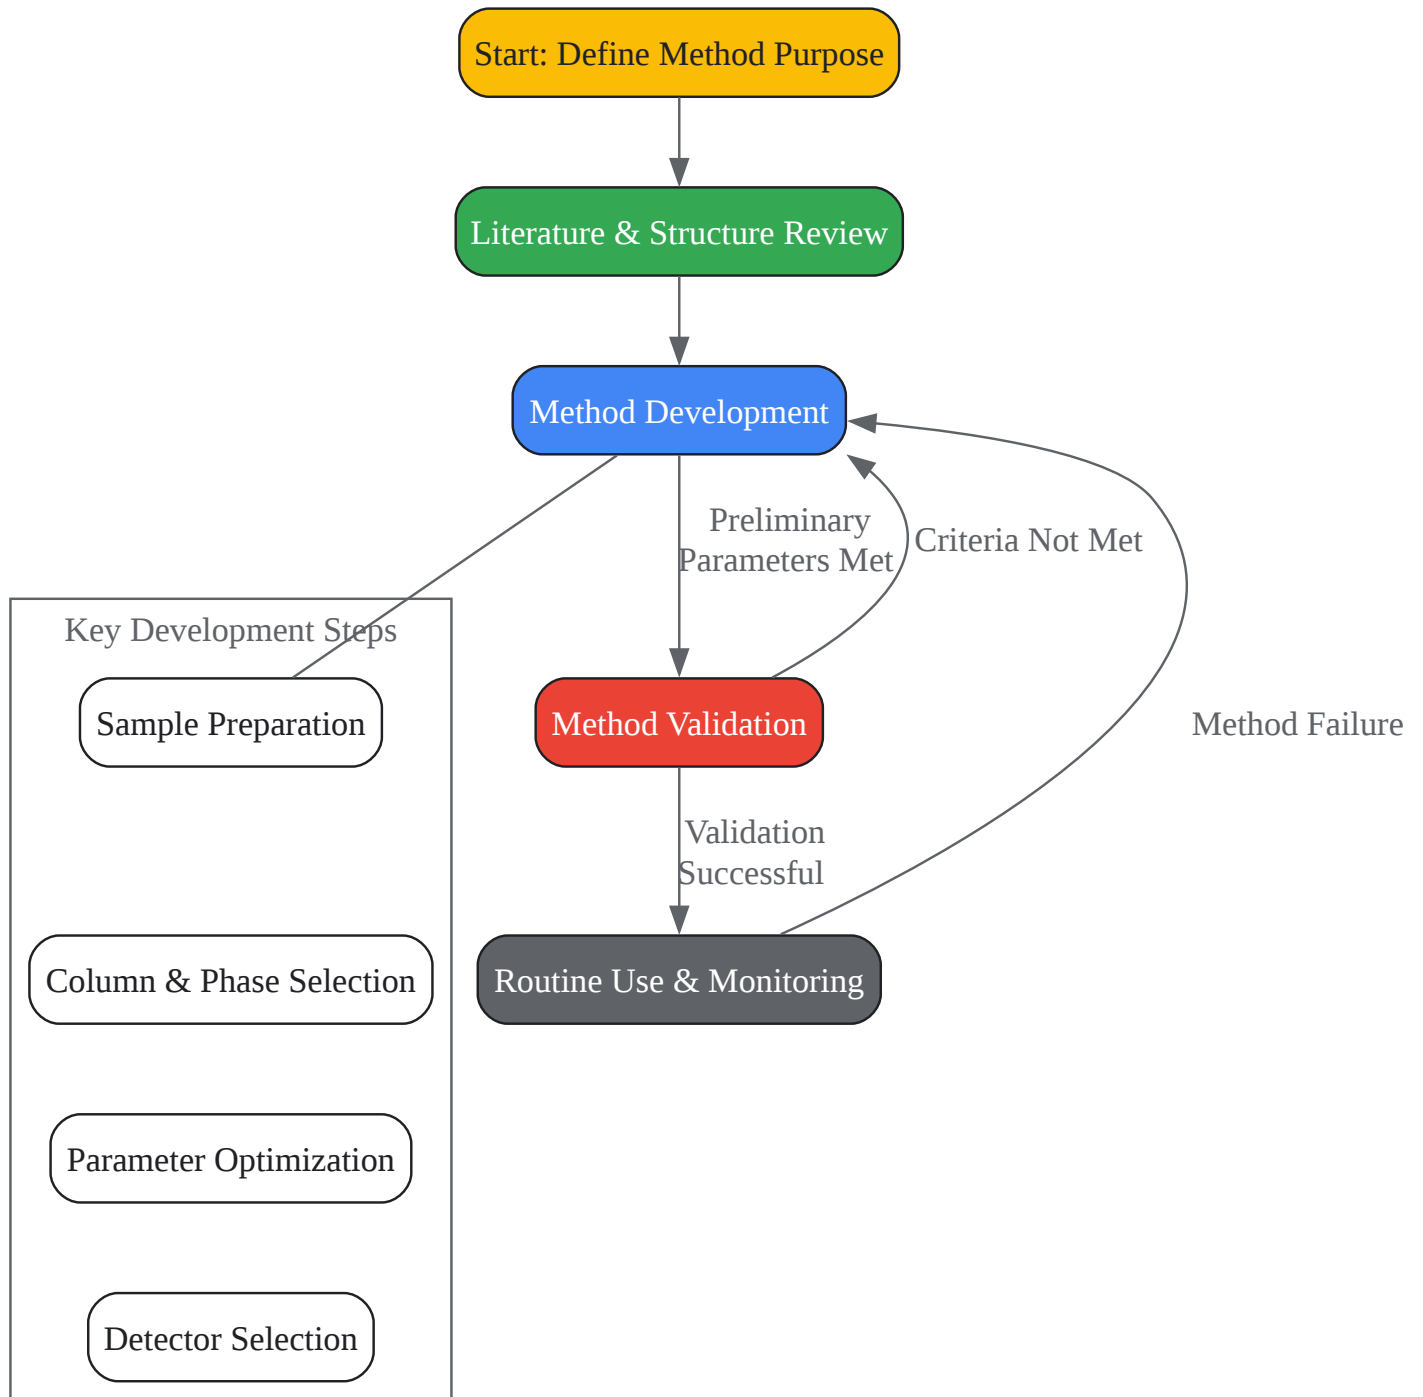 Start: Define Method Purpose
Literature & Structure Review
Method Development
Preliminary
Parameters Met
Criteria Not Met
Key Development Steps
Sample Preparation
Method Validation
Method Failure
Validation
Successful
Column & Phase Selection
Routine Use & Monitoring
Parameter Optimization
Detector Selection